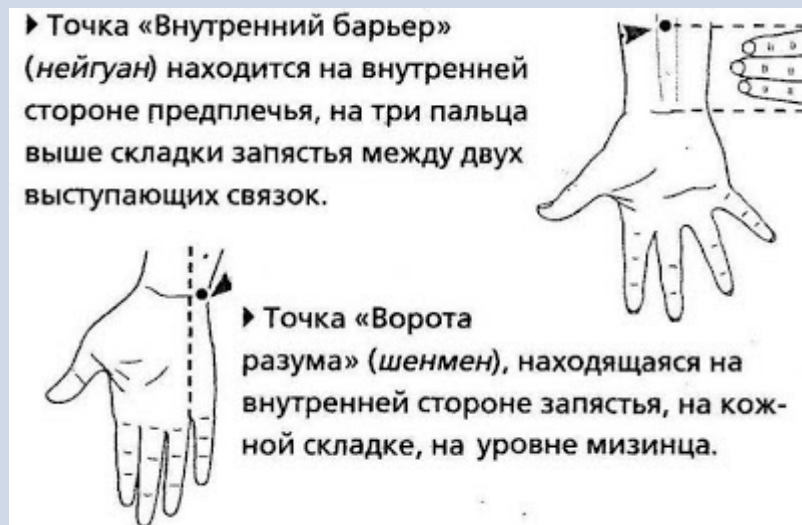 ▶ Точка «Внутренний барьер»
(нейгуан) находится на внутренней
стороне предплечья, на три пальца
выше складки запястья между двух
выступающих связок.
▶ Точка «Ворота
разума» (шенмен), находящаяся на
внутренней стороне запястья, на кож-
ной складке, на уровне мизинца.